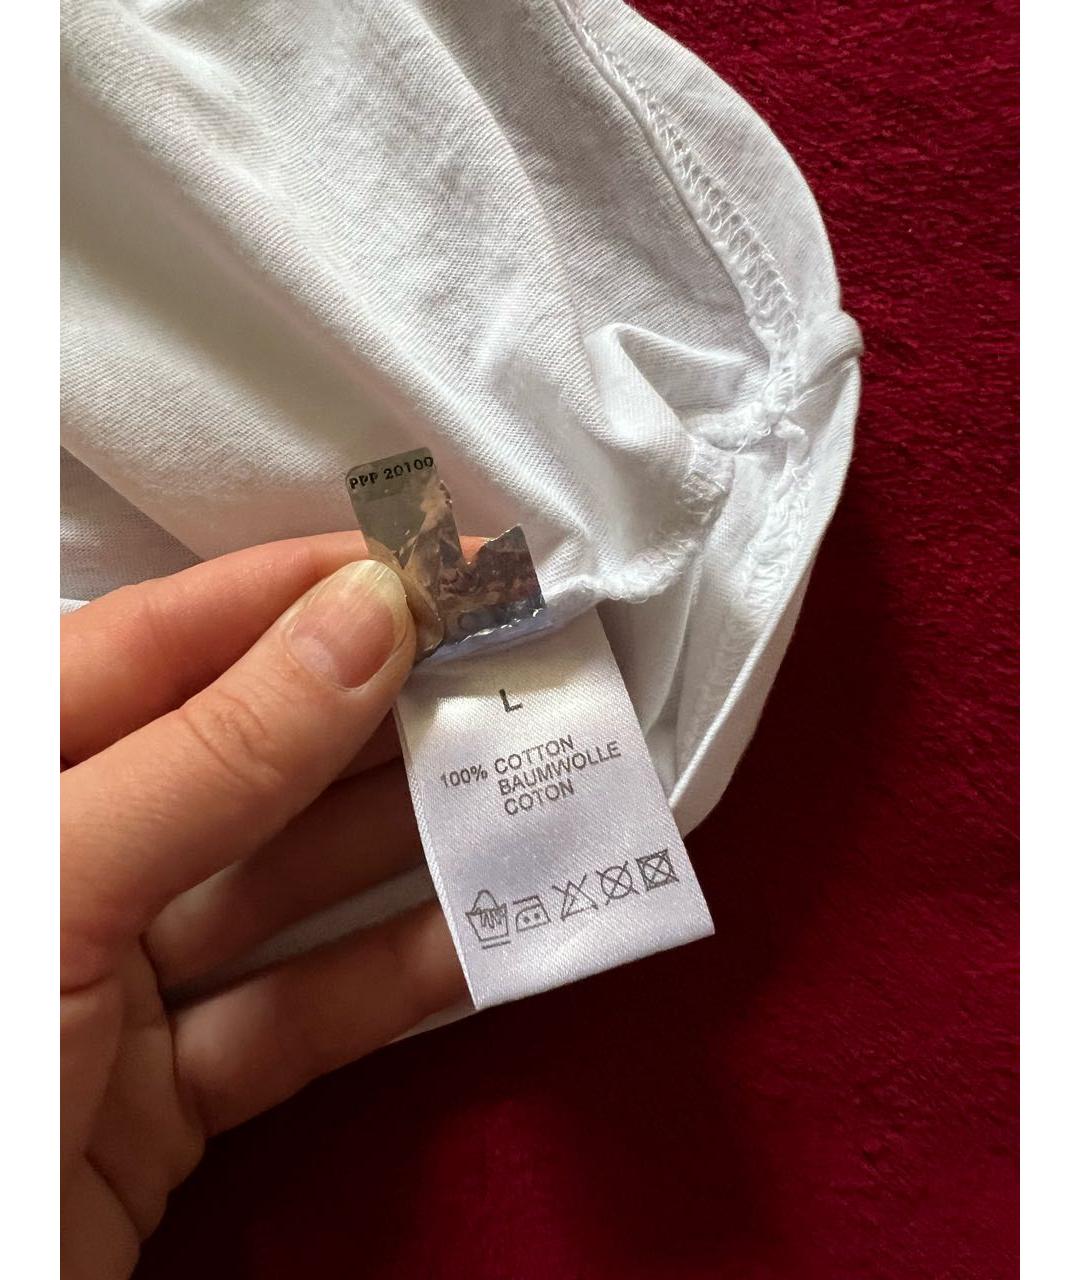 PPP 20100
L
100% COTTON
BAUMWOLLE
COTON